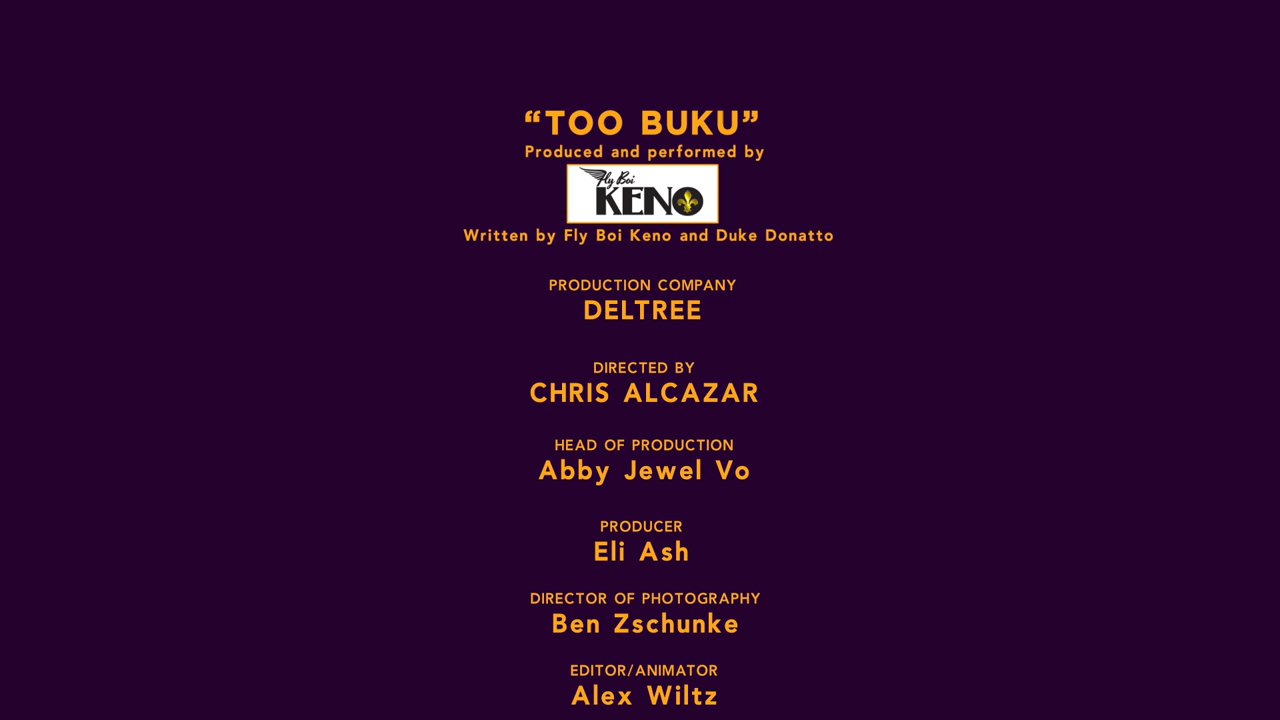 “TOO BUKU”
Produced and performed by
Fly Boi
KENO
Written by Fly Boi Keno and Duke Donatto
PRODUCTION COMPANY
DELTREE
DIRECTED BY
CHRIS ALCAZAR
HEAD OF PRODUCTION
Abby Jewel Vo
PRODUCER
Eli Ash
DIRECTOR OF PHOTOGRAPHY
Ben Zschunke
EDITOR/ANIMATOR
Alex Wiltz